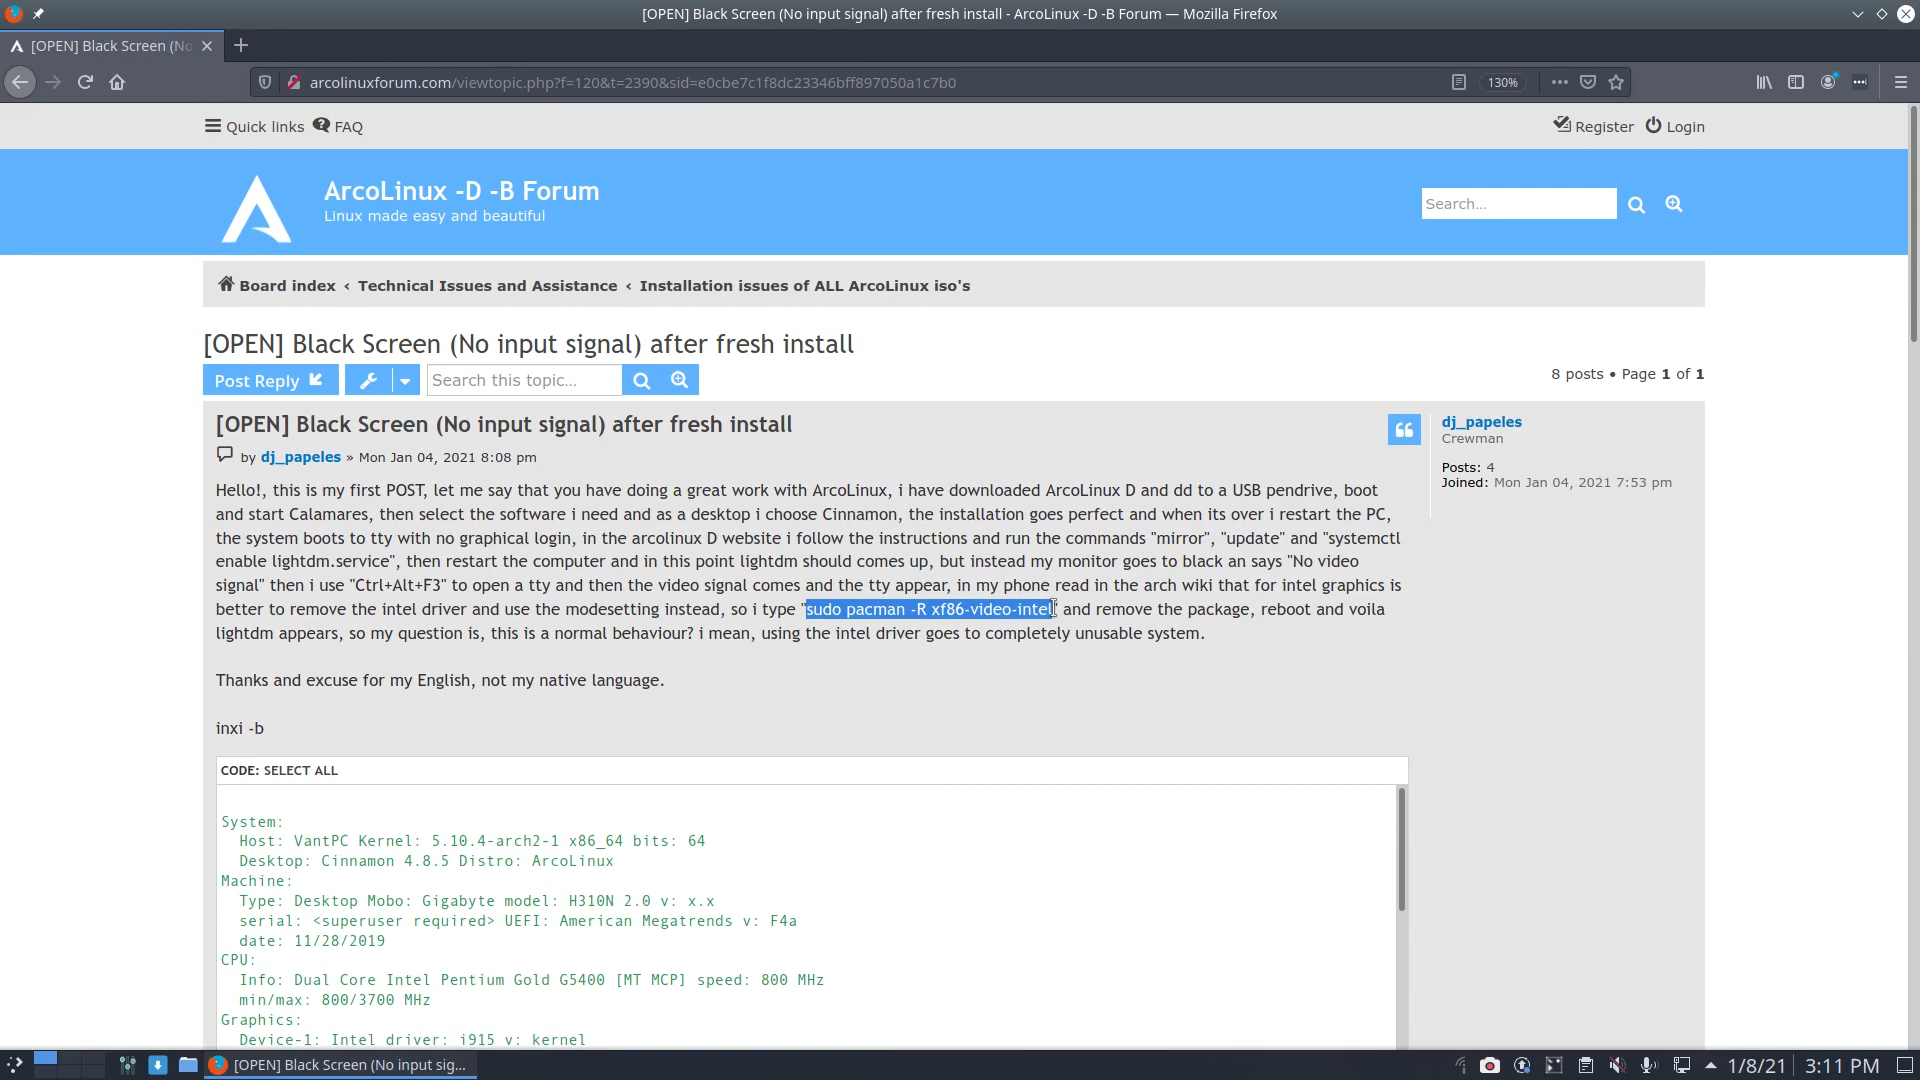 [OPEN] Black Screen (No input signal) after fresh install - ArcoLinux -D -B Forum — Mozilla Firefox
[OPEN] Black Screen (No
arcolinuxforum.com/viewtopic.php?f=120&t=2390&sid=e0cbe7c1f8dc23346bff897050a1c7b0
130%
Quick links
FAQ
Register
Login
ArcoLinux -D -B Forum
Linux made easy and beautiful
Search...
Board index ‹ Technical Issues and Assistance ‹ Installation issues of ALL ArcoLinux iso's
[OPEN] Black Screen (No input signal) after fresh install
Post Reply
Search this topic...
8 posts • Page 1 of 1
[OPEN] Black Screen (No input signal) after fresh install
by dj_papeles » Mon Jan 04, 2021 8:08 pm
dj_papeles
Crewman
Posts: 4
Joined: Mon Jan 04, 2021 7:53 pm
Hello!, this is my first POST, let me say that you have doing a great work with ArcoLinux, i have downloaded ArcoLinux D and dd to a USB pendrive, boot
and start Calamares, then select the software i need and as a desktop i choose Cinnamon, the installation goes perfect and when its over i restart the PC,
the system boots to tty with no graphical login, in the arcolinux D website i follow the instructions and run the commands "mirror", "update" and "systemctl
enable lightdm.service", then restart the computer and in this point lightdm should comes up, but instead my monitor goes to black an says "No video
signal" then i use "Ctrl+Alt+F3" to open a tty and then the video signal comes and the tty appear, in my phone read in the arch wiki that for intel graphics is
better to remove the intel driver and use the modesetting instead, so i type "sudo pacman -R xf86-video-intel" and remove the package, reboot and voila
lightdm appears, so my question is, this is a normal behaviour? i mean, using the intel driver goes to completely unusable system.
Thanks and excuse for my English, not my native language.
inxi -b
CODE: SELECT ALL
System:
Host: VantPC Kernel: 5.10.4-arch2-1 x86_64 bits: 64
Desktop: Cinnamon 4.8.5 Distro: ArcoLinux
Machine:
Type: Desktop Mobo: Gigabyte model: H310N 2.0 v: x.x
serial: <superuser required> UEFI: American Megatrends v: F4a
date: 11/28/2019
CPU:
Info: Dual Core Intel Pentium Gold G5400 [MT MCP] speed: 800 MHz
min/max: 800/3700 MHz
Graphics:
Device-1: Intel driver: i915 v: kernel
[OPEN] Black Screen (No input sig...
1/8/21
3:11 PM